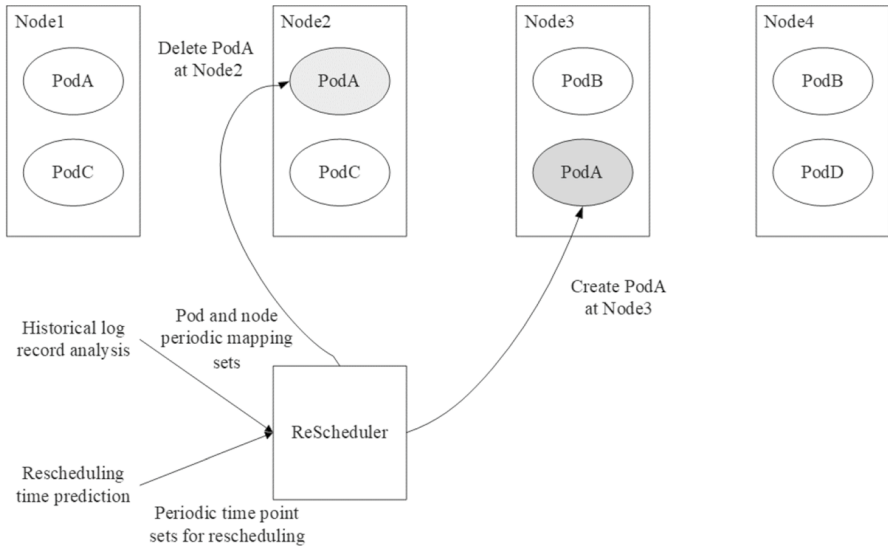 Node1
Node2
Node3
Node4
Delete PodA
at Node2
PodA
PodA
PodB
PodB
PodC
PodC
PodA
PodD
Create PodA
at Node3
Pod and node
periodic mapping
sets
Historical log
record analysis
ReScheduler
Rescheduling
time prediction
Periodic time point
sets for rescheduling